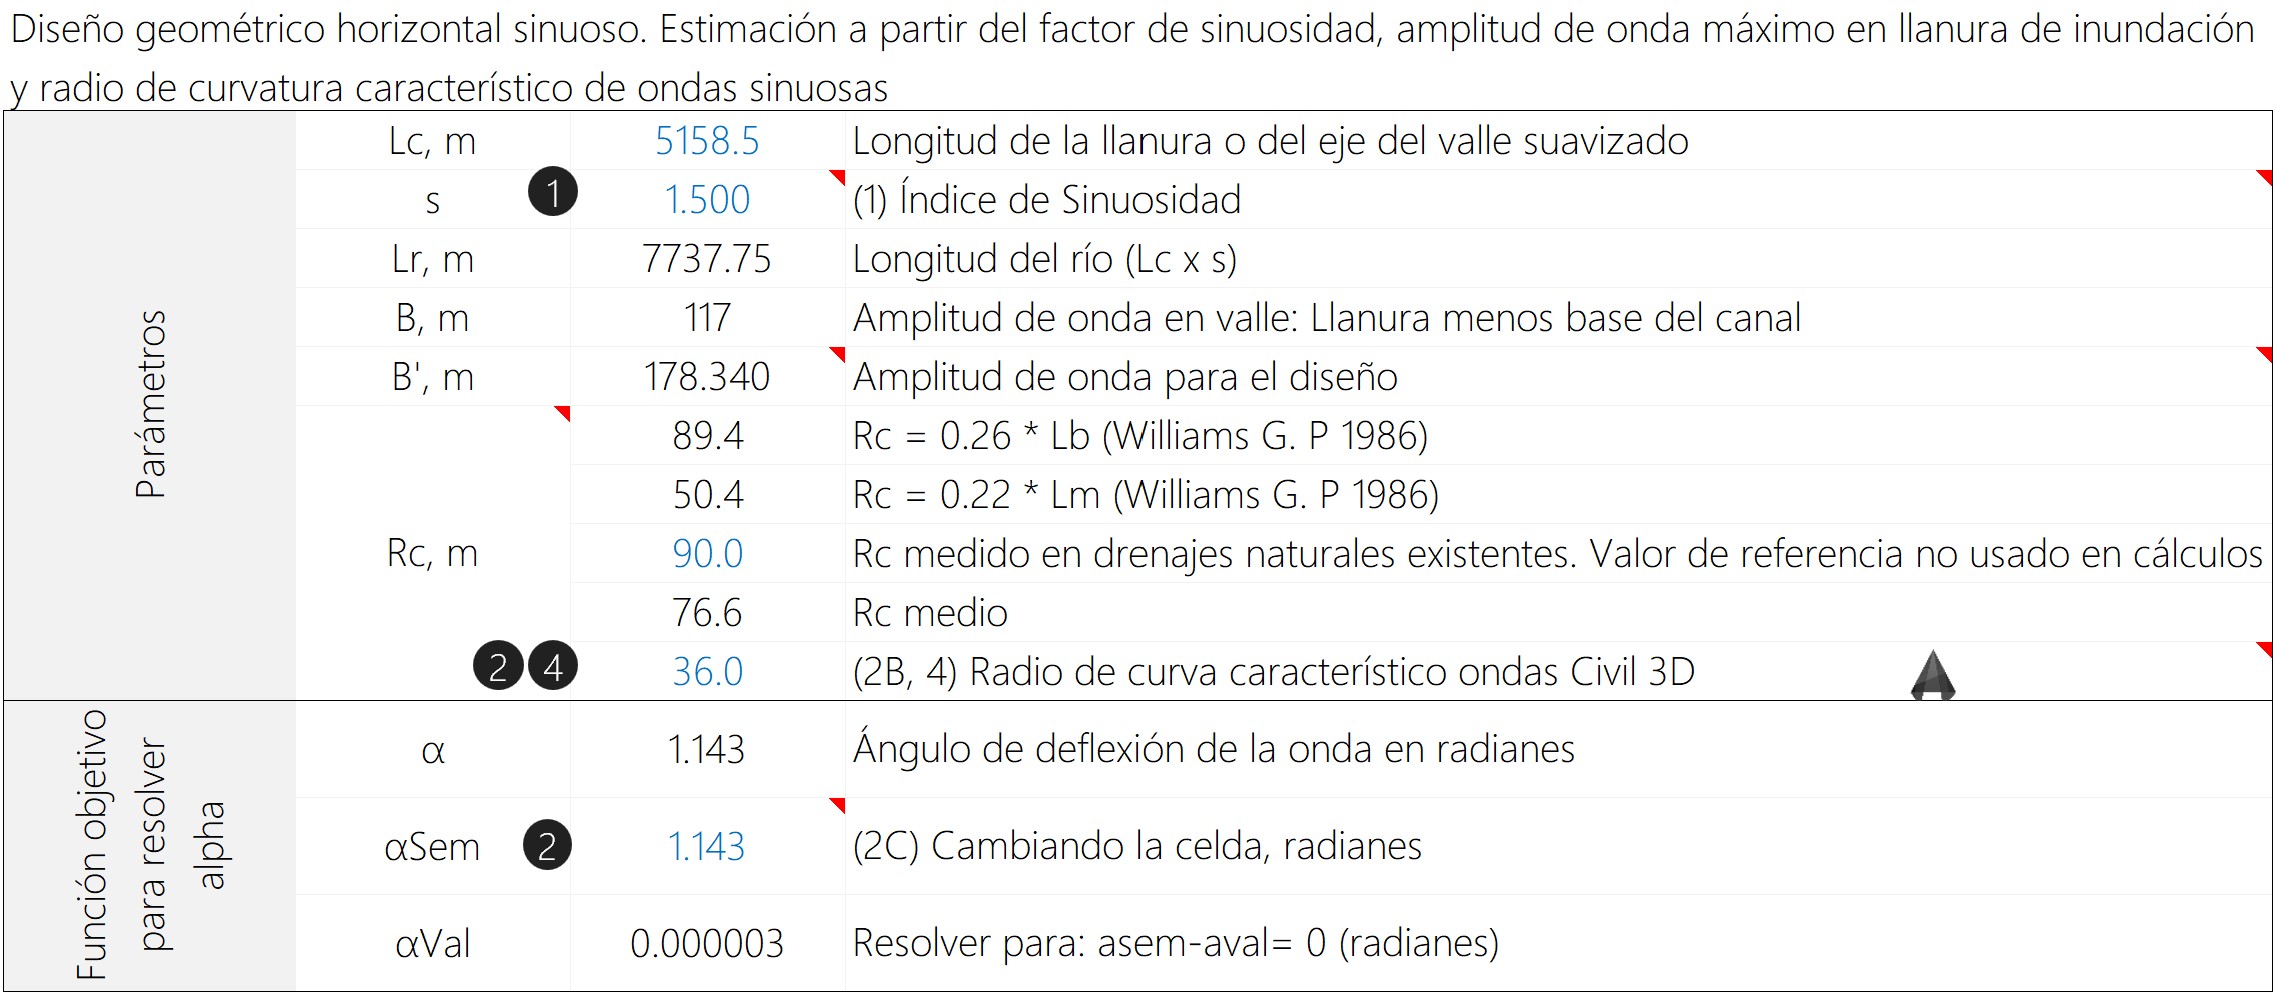 Diseño geométrico horizontal sinuoso. Estimación a partir del factor de sinuosidad, amplitud de onda máximo en llanura de inundación
y radio de curvatura característico de ondas sinuosas
Parámetros
Lc, m 5158.5 Longitud de la llanura o del eje del valle suavizado
s 1 1.500 (1) Índice de Sinuosidad
Lr, m 7737.75 Longitud del río (Lc x s)
B, m 117 Amplitud de onda en valle: Llanura menos base del canal
B', m 178.340 Amplitud de onda para el diseño
Rc, m
89.4 Rc = 0.26 * Lb (Williams G. P 1986)
50.4 Rc = 0.22 * Lm (Williams G. P 1986)
90.0 Rc medido en drenajes naturales existentes. Valor de referencia no usado en cálculos
76.6 Rc medio
2 4 36.0 (2B, 4) Radio de curva característico ondas Civil 3D
Función objetivo
para resolver
alpha
α 1.143 Ángulo de deflexión de la onda en radianes
αSem 2 1.143 (2C) Cambiando la celda, radianes
αVal 0.000003 Resolver para: asem-aval= 0 (radianes)